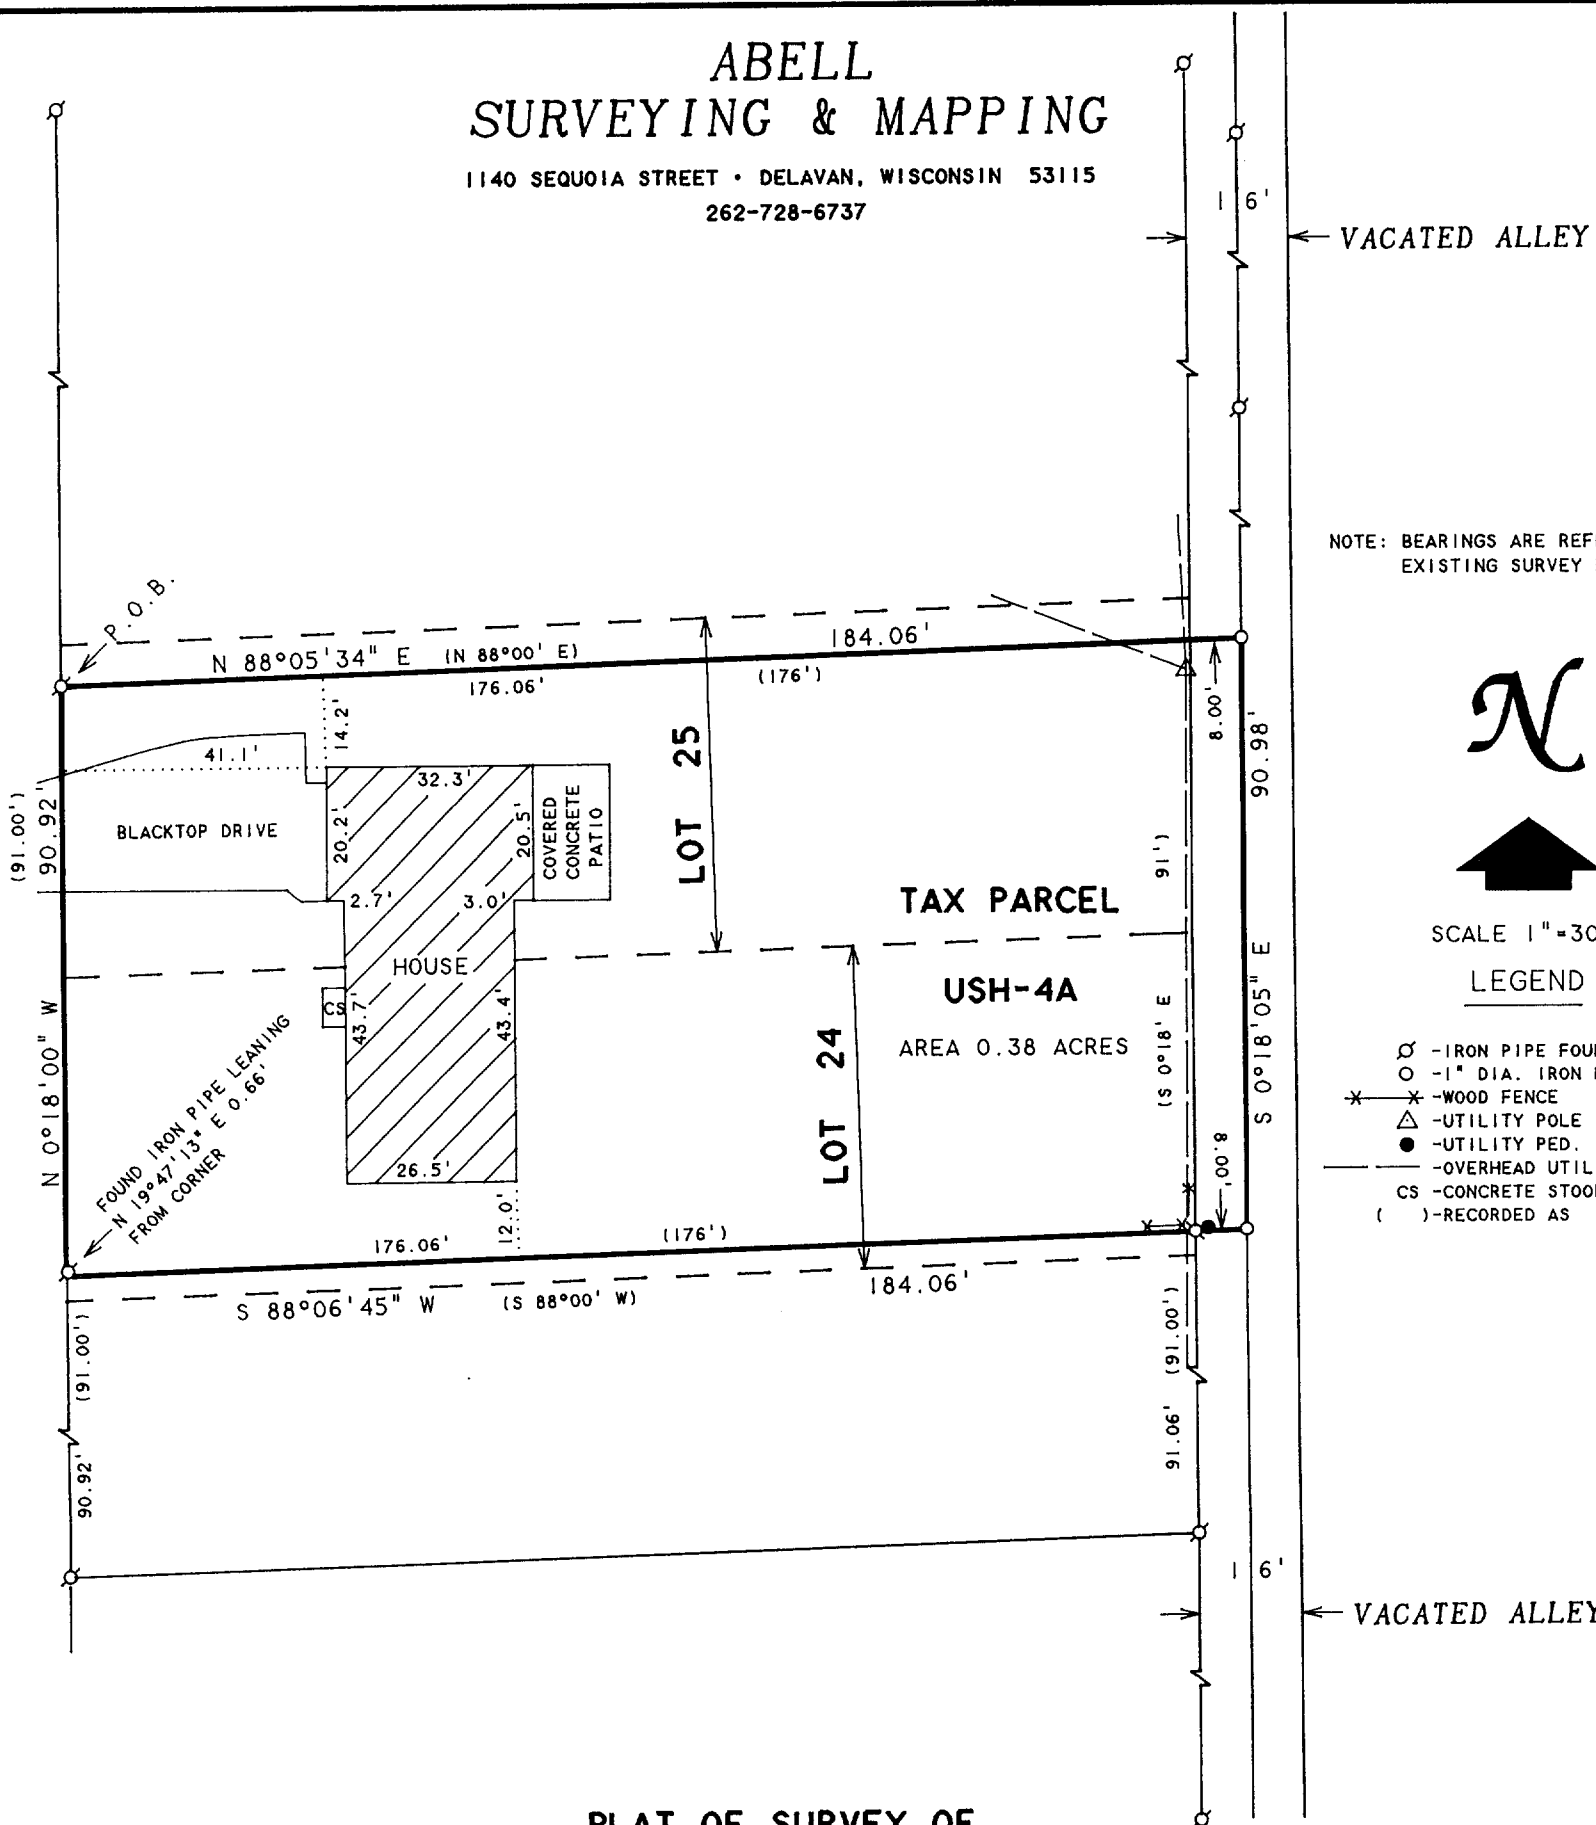 ABELL
SURVEYING & MAPPING
1140 SEQUOIA STREET • DELAVAN, WISCONSIN 53115
262-728-6737
16'
VACATED ALLEY
NOTE: BEARINGS ARE REF
EXISTING SURVEY
P.O.B.
N 88°05'34" E (N 88°00' E)
184.06'
176.06'
(176')
14.2'
41.1'
8.00'
90.98'
(91.00')
90.92'
BLACKTOP DRIVE
32.3'
20.2'
20.5'
COVERED
CONCRETE
PATIO
LOT 25
2.7'
3.0'
91')
TAX PARCEL
SCALE 1"=30
HOUSE
USH-4A
LEGEND
CS
43.7'
43.4'
AREA 0.38 ACRES
(S 0°18' E
S 0°18'05" E
N 0°18'00" W
LOT 24
FOUND IRON PIPE LEANING
N 19°47'13" E 0.66'
FROM CORNER
-IRON PIPE FOU
-1" DIA. IRON
-WOOD FENCE
-UTILITY POLE
-UTILITY PED.
-OVERHEAD UTIL
CS -CONCRETE STOO
( )-RECORDED AS
26.5'
8.00'
12.0'
176.06'
(176')
184.06'
S 88°06'45" W (S 88°00' W)
(91.00')
90.92'
(91.00')
91.06'
16'
VACATED ALLEY
PLAT OF SURVEY OF